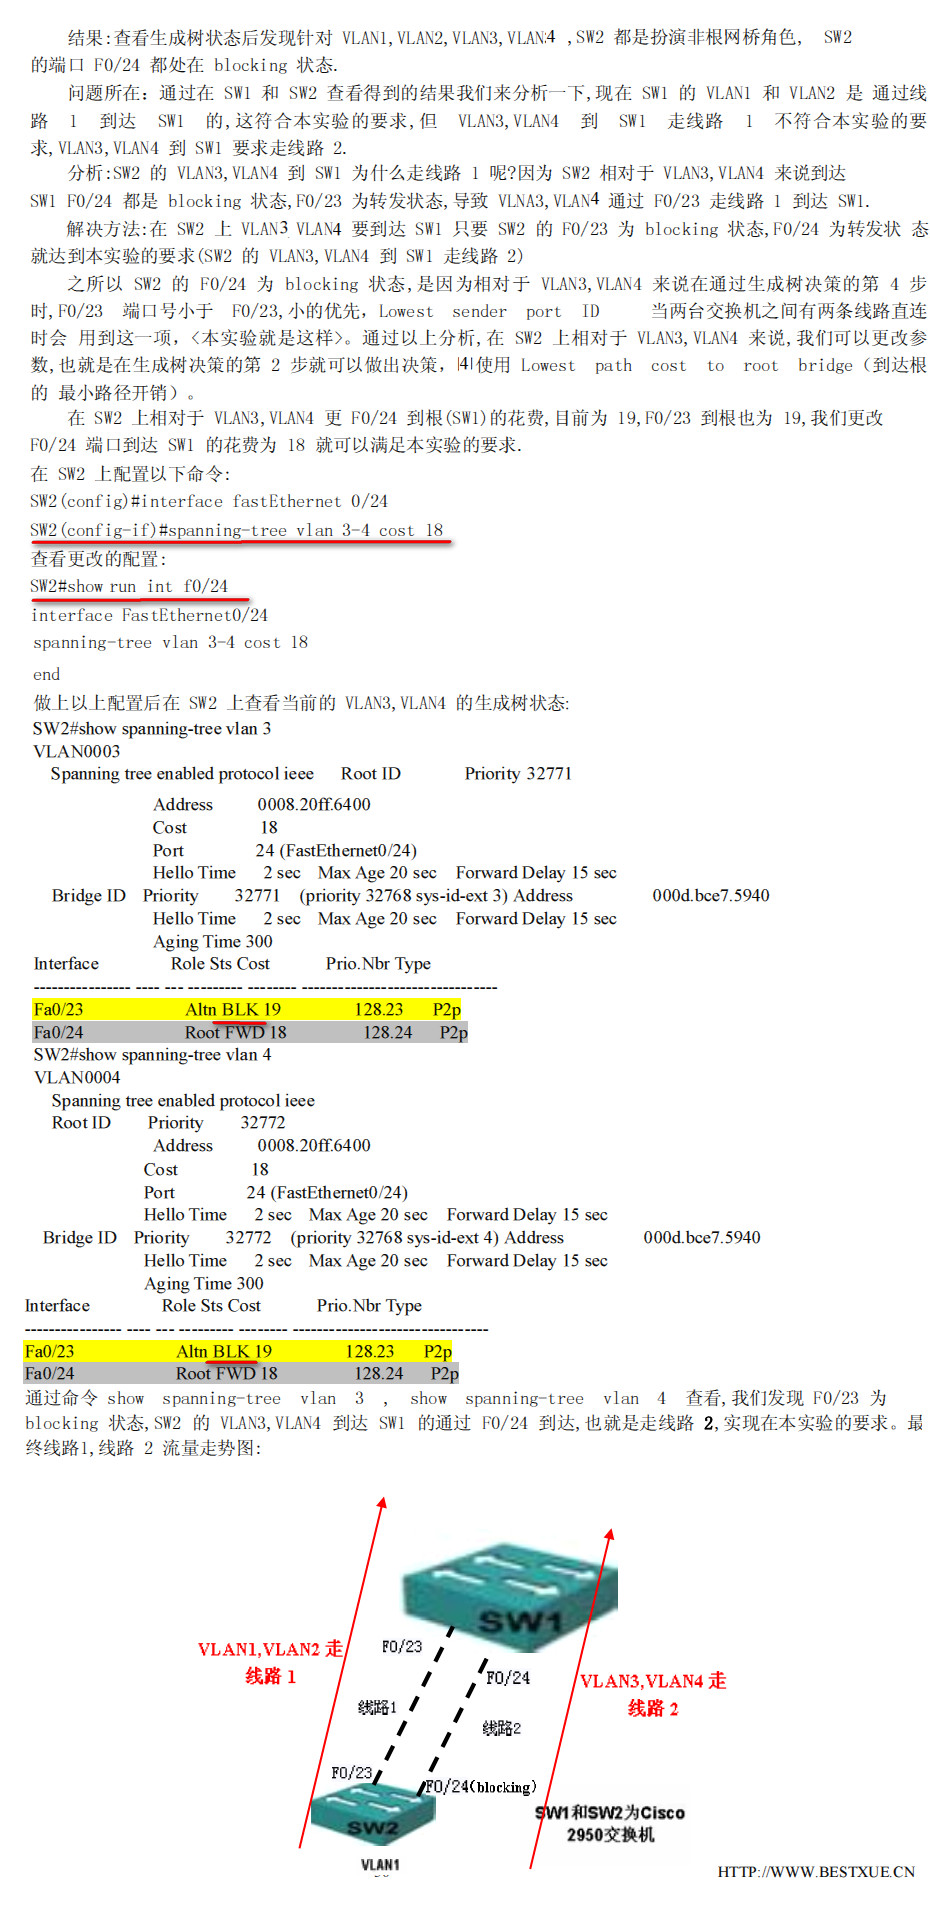 结果:查看生成树状态后发现针对 VLAN1,VLAN2,VLAN3,VLAN4 ,SW2 都是扮演非根网桥角色, SW2
的端口 F0/24 都处在 blocking 状态.
问题所在: 通过在 SW1 和 SW2 查看得到的结果我们来分析一下,现在 SW1 的 VLAN1 和 VLAN2 是 通过线
路 1 到达 SW1 的,这符合本实验的要求,但 VLAN3,VLAN4 到 SW1 走线路 1 不符合本实验的要
求,VLAN3,VLAN4 到 SW1 要求走线路 2.
分析:SW2 的 VLAN3,VLAN4 到 SW1 为什么走线路 1 呢?因为 SW2 相对于 VLAN3,VLAN4 来说到达
SW1 F0/24 都是 blocking 状态,F0/23 为转发状态,导致 VLNA3,VLAN4 通过 F0/23 走线路 1 到达 SW1.
解决方法:在 SW2 上 VLAN3 VLAN4 要到达 SW1 只要 SW2 的 F0/23 为 blocking 状态,F0/24 为转发状 态
就达到本实验的要求(SW2 的 VLAN3,VLAN4 到 SW1 走线路 2)
之所以 SW2 的 F0/24 为 blocking 状态,是因为相对于 VLAN3,VLAN4 来说在通过生成树决策的第 4 步
时,F0/23 端口号小于 F0/23,小的优先, Lowest sender port ID 当两台交换机之间有两条线路直连
时会 用到这一项,<本实验就是这样>。通过以上分析,在 SW2 上相对于 VLAN3,VLAN4 来说,我们可以更改参
数,也就是在生成树决策的第 2 步就可以做出决策, |4|使用 Lowest path cost to root bridge（到达根
的 最小路径开销）。
在 SW2 上相对于 VLAN3,VLAN4 更 F0/24 到根(SW1)的花费,目前为 19,F0/23 到根也为 19,我们更改
F0/24 端口到达 SW1 的花费为 18 就可以满足本实验的要求.
在 SW2 上配置以下命令:
SW2(config)#interface fastEthernet 0/24
SW2(config-if)#spanning-tree vlan 3-4 cost 18
查看更改的配置:
SW2#show run int f0/24
interface FastEthernet0/24
spanning-tree vlan 3-4 cost 18
end
做上以上配置后在 SW2 上查看当前的 VLAN3,VLAN4 的生成树状态:
SW2#show spanning-tree vlan 3
VLAN0003
Spanning tree enabled protocol ieee Root ID Priority 32771
Address 0008.20ff.6400
Cost 18
Port 24 (FastEthernet0/24)
Hello Time 2 sec Max Age 20 sec Forward Delay 15 sec
Bridge ID Priority 32771 (priority 32768 sys-id-ext 3) Address 000d.bce7.5940
Hello Time 2 sec Max Age 20 sec Forward Delay 15 sec
Aging Time 300
Interface Role Sts Cost Prio.Nbr Type
---------------- ---- --- --------- -------- --------------------------------
Fa0/23 Altn BLK 19 128.23 P2p
Fa0/24 Root FWD 18 128.24 P2p
SW2#show spanning-tree vlan 4
VLAN0004
Spanning tree enabled protocol ieee
Root ID Priority 32772
Address 0008.20ff.6400
Cost 18
Port 24 (FastEthernet0/24)
Hello Time 2 sec Max Age 20 sec Forward Delay 15 sec
Bridge ID Priority 32772 (priority 32768 sys-id-ext 4) Address 000d.bce7.5940
Hello Time 2 sec Max Age 20 sec Forward Delay 15 sec
Aging Time 300
Interface Role Sts Cost Prio.Nbr Type
---------------- ---- --- --------- -------- --------------------------------
Fa0/23 Altn BLK 19 128.23 P2p
Fa0/24 Root FWD 18 128.24 P2p
通过命令 show spanning-tree vlan 3 , show spanning-tree vlan 4 查看,我们发现 F0/23 为
blocking 状态,SW2 的 VLAN3,VLAN4 到达 SW1 的通过 F0/24 到达,也就是走线路 2,实现在本实验的要求。最
终线路1,线路 2 流量走势图:
SW1
VLAN1,VLAN2 走
线路 1
F0/23
F0/24
VLAN3,VLAN4 走
线路 2
线路1
线路2
F0/23
F0/24(blocking)
SW2
SW1和SW2为Cisco
2950交换机
VLAN1
HTTP://WWW.BESTXUE.CN